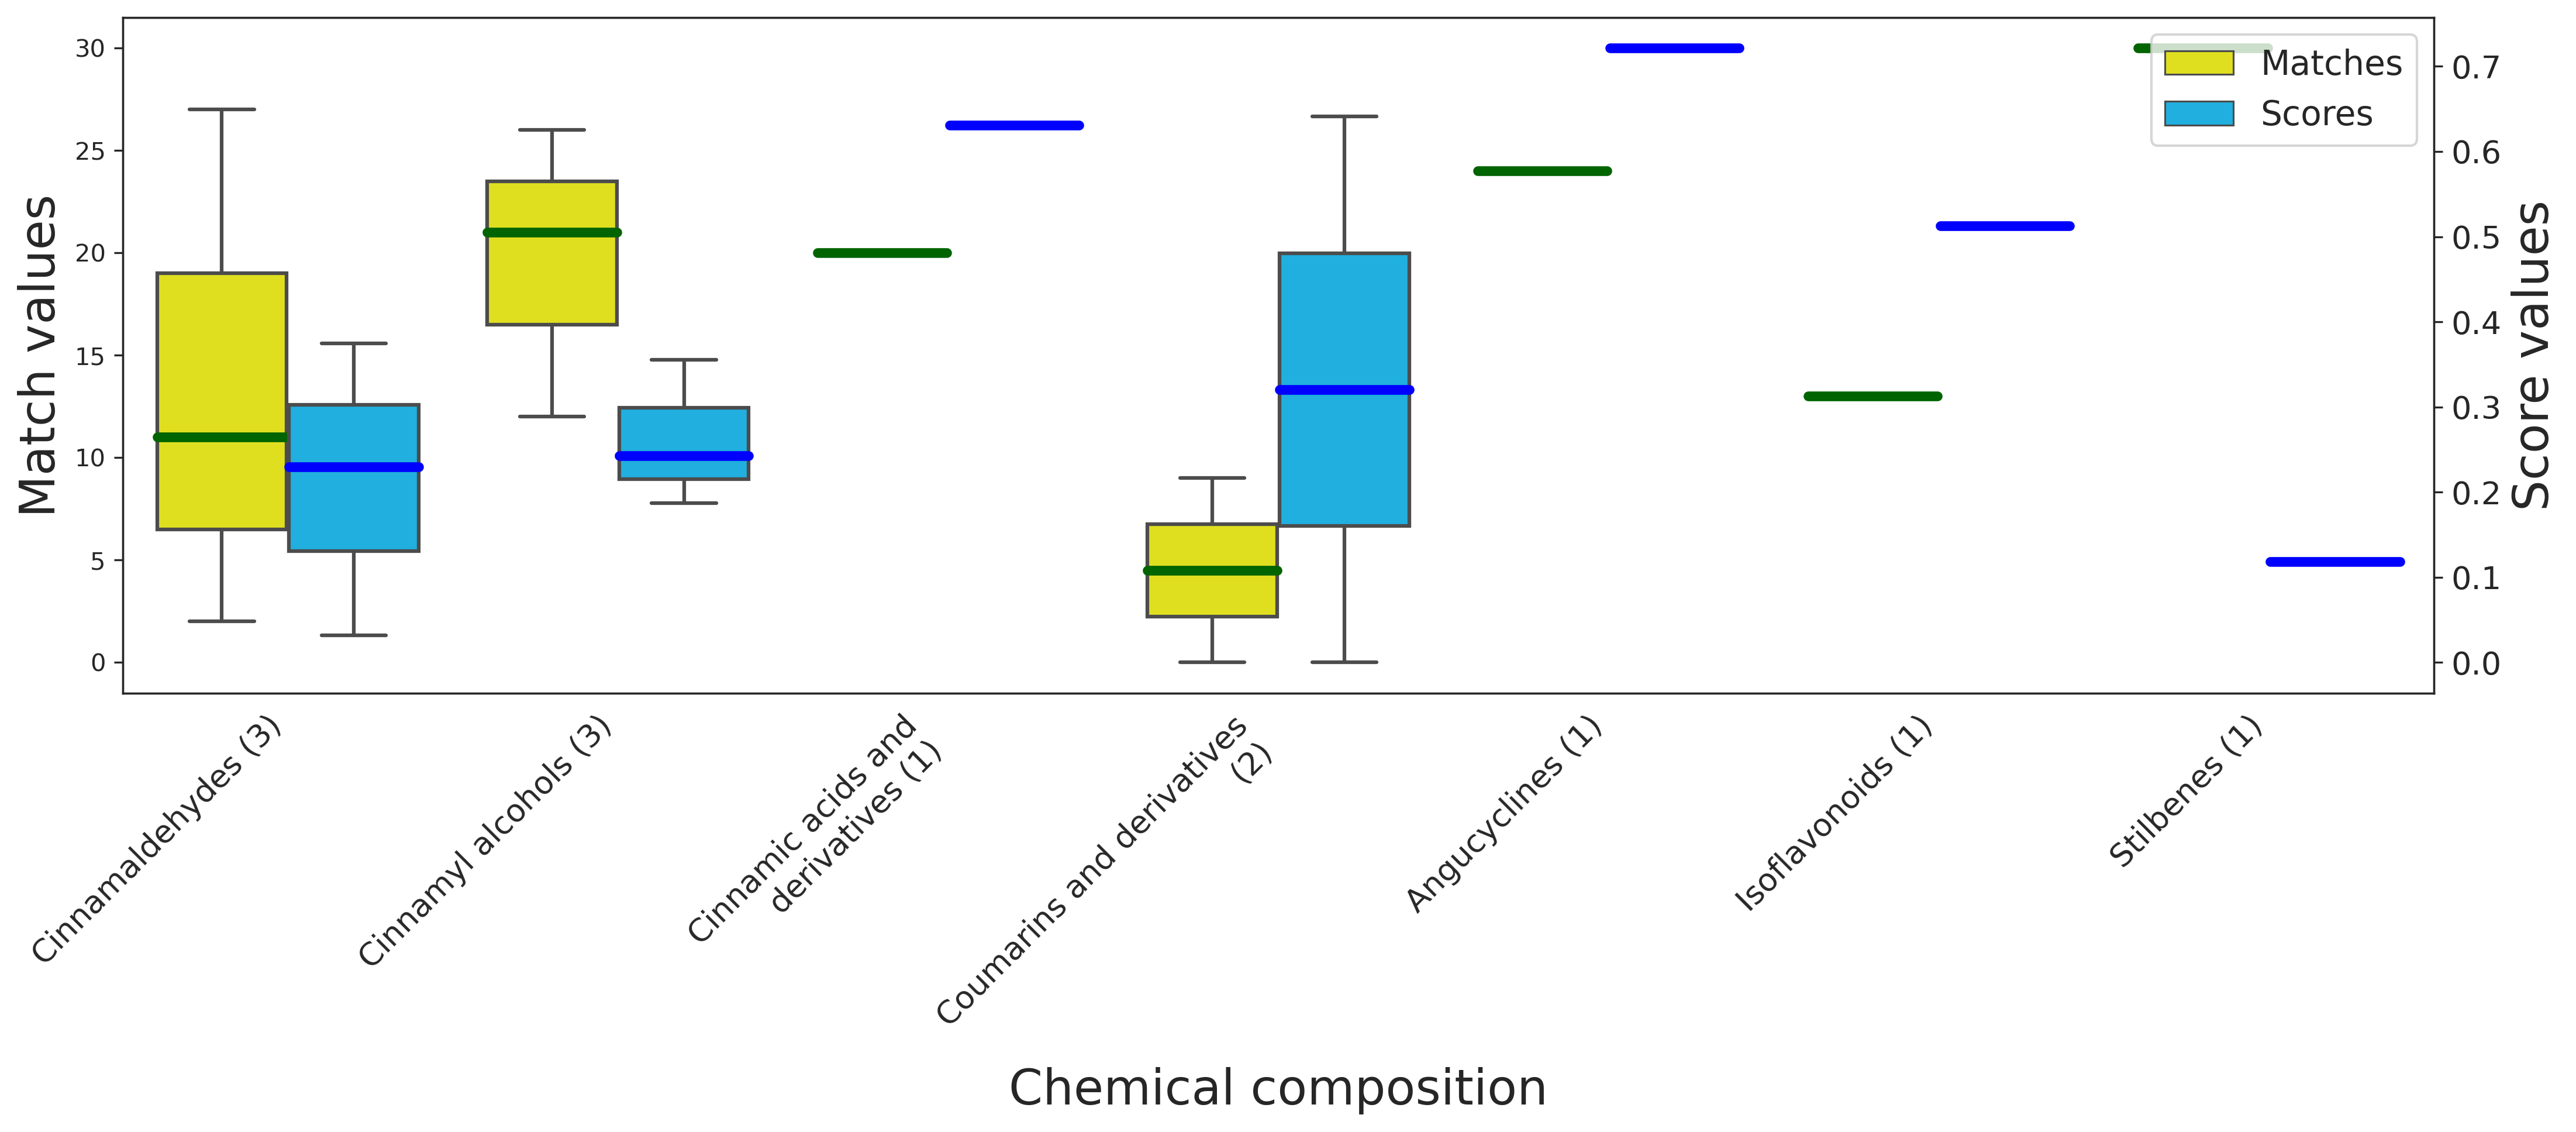 30
25
20
15
10
5
0
Match values
0.7
0.6
0.5
0.4
0.3
0.2
0.1
0.0
Score values
Matches
Scores
Cinnamaldehydes (3)
Cinnamyl alcohols (3)
Cinnamic acids and
derivatives (1)
Coumarins and derivatives
(2)
Angucyclines (1)
Isoflavonoids (1)
Stilbenes (1)
Chemical composition